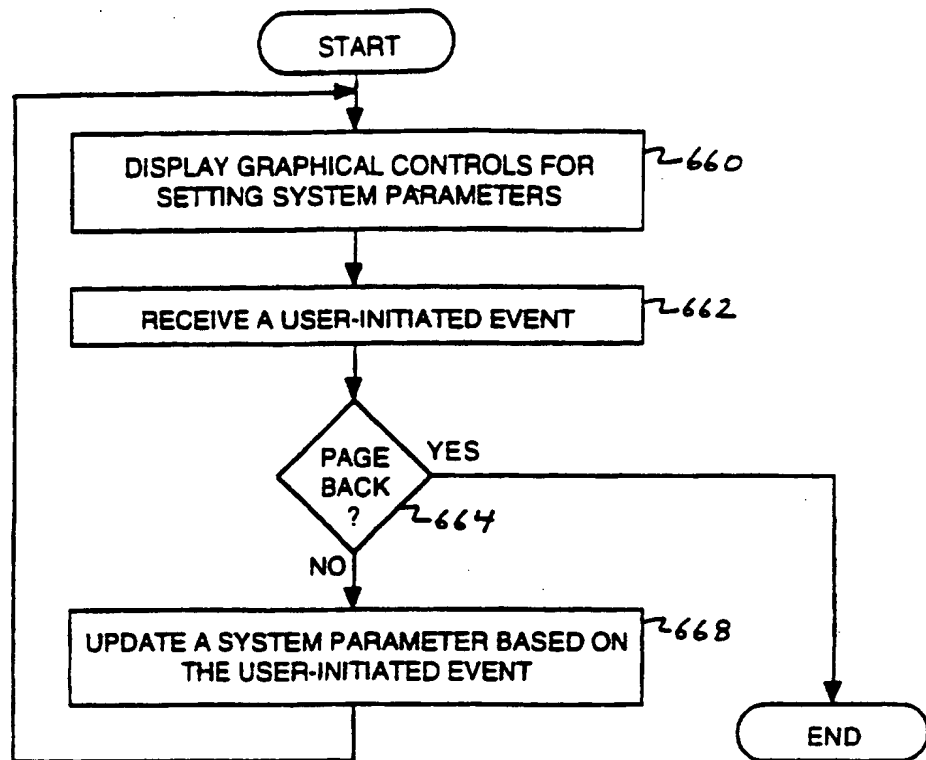 START
DISPLAY GRAPHICAL CONTROLS FOR
SETTING SYSTEM PARAMETERS
660
RECEIVE A USER-INITIATED EVENT
662
PAGE
BACK
?
YES
664
NO
UPDATE A SYSTEM PARAMETER BASED ON
THE USER-INITIATED EVENT
668
END